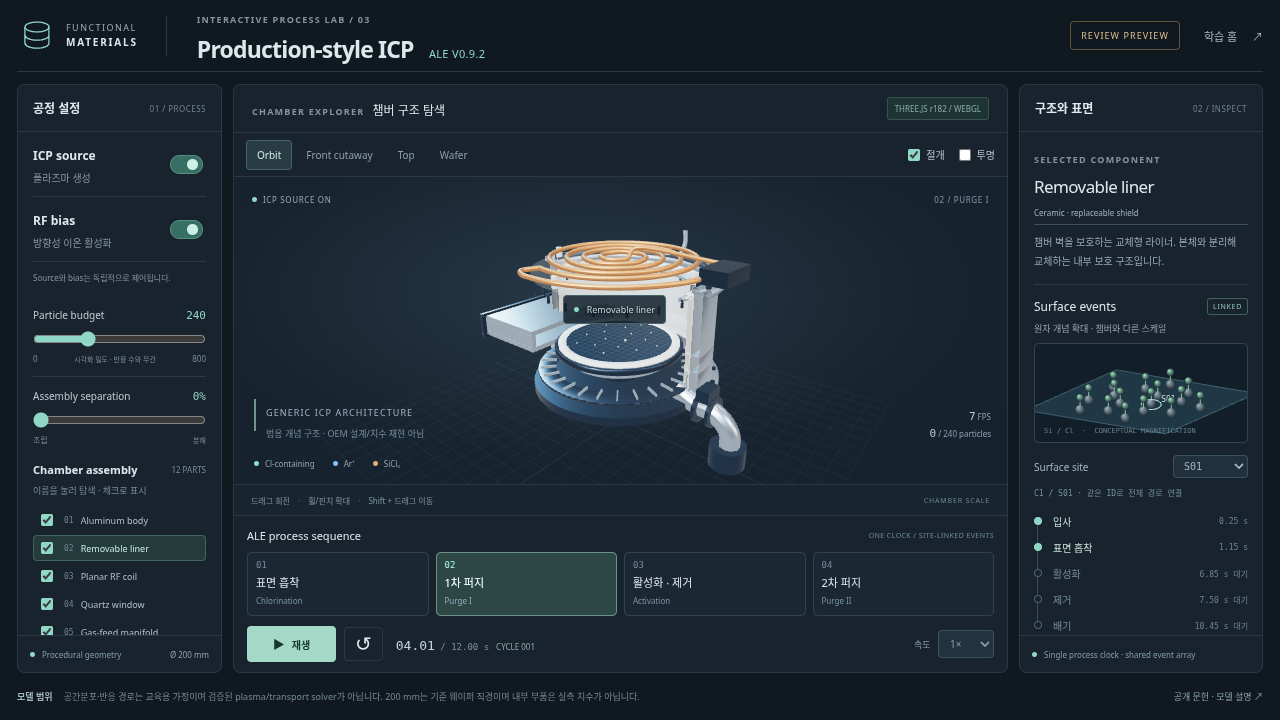 FUNCTIONAL
MATERIALS
INTERACTIVE PROCESS LAB / 03
Production-style ICP ALE V0.9.2
REVIEW PREVIEW
학습 홈 ↗
공정 설정 01 / PROCESS
ICP source
플라즈마 생성
RF bias
방향성 이온 활성화
Source와 bias는 독립적으로 제어됩니다.
Particle budget 240
0 시각화 밀도 · 반응 수와 무관 800
Assembly separation 0%
조립 분해
Chamber assembly 12 PARTS
이름을 눌러 탐색 · 체크로 표시
01 Aluminum body
02 Removable liner
03 Planar RF coil
04 Quartz window
05 Gas-feed manifold
Procedural geometry Ø 200 mm
CHAMBER EXPLORER 챔버 구조 탐색
THREE.JS r182 / WEBGL
Orbit Front cutaway Top Wafer
절개 투명
ICP SOURCE ON 02 / PURGE I
Removable liner
GENERIC ICP ARCHITECTURE
범용 개념 구조 · OEM 설계/치수 재현 아님
7 FPS
0 / 240 particles
Cl-containing Ar⁺ SiClₓ
드래그 회전 · 휠/핀치 확대 · Shift + 드래그 이동 CHAMBER SCALE
ALE process sequence ONE CLOCK / SITE-LINKED EVENTS
01
표면 흡착
Chlorination
02
1차 퍼지
Purge I
03
활성화 · 제거
Activation
04
2차 퍼지
Purge II
▶ 재생 ↺ 04.01 / 12.00 s CYCLE 001 속도 1×
구조와 표면 02 / INSPECT
SELECTED COMPONENT
Removable liner
Ceramic · replaceable shield
챔버 벽을 보호하는 교체형 라이너. 본체와 분리해
교체하는 내부 보호 구조입니다.
Surface events LINKED
원자 개념 확대 · 챔버와 다른 스케일
Si / Cl · CONCEPTUAL MAGNIFICATION
Surface site S01
C1 / S01 · 같은 ID로 전체 경로 연결
입사 0.25 s
표면 흡착 1.15 s
활성화 6.85 s 대기
제거 7.50 s 대기
배기 10.45 s 대기
Single process clock · shared event array
모델 범위 공간분포·반응 경로는 교육용 가정이며 검증된 plasma/transport solver가 아닙니다. 200 mm는 기준 웨이퍼 직경이며 내부 부품은 실측 치수가 아닙니다.
공개 문헌 · 모델 설명 ↗